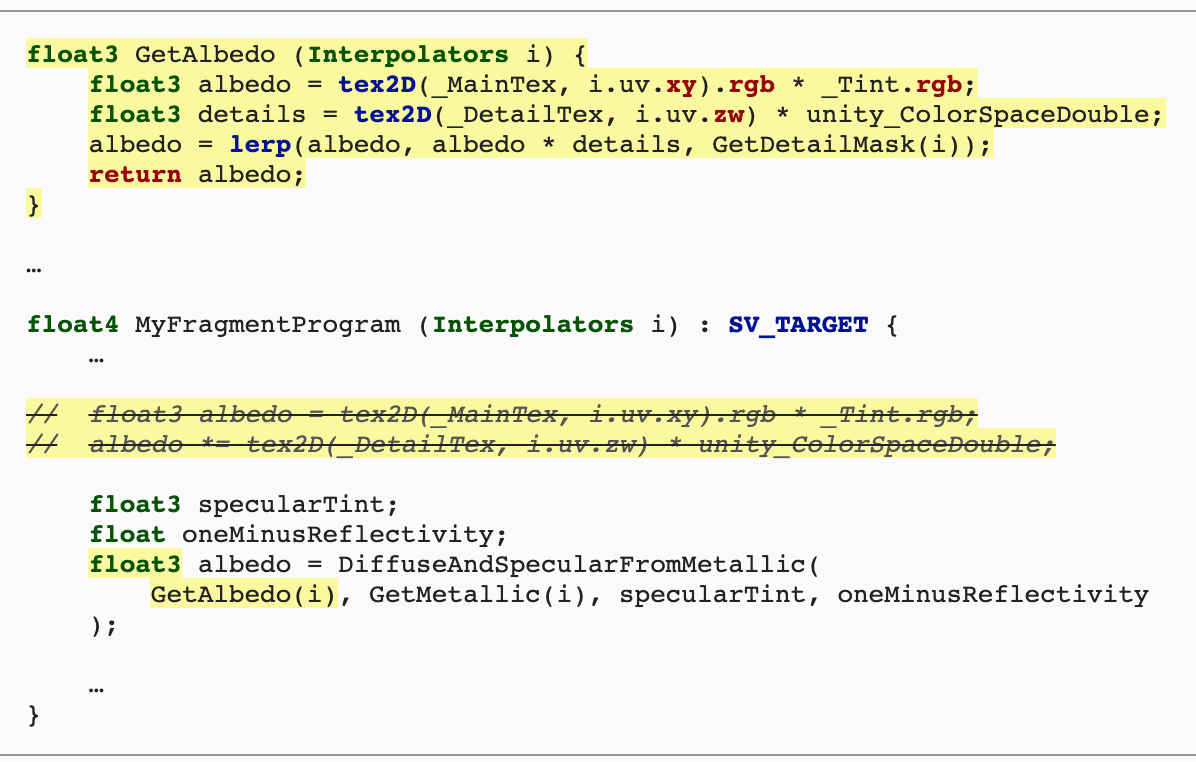 float3 GetAlbedo (Interpolators i) {
    float3 albedo = tex2D(_MainTex, i.uv.xy).rgb * _Tint.rgb;
    float3 details = tex2D(_DetailTex, i.uv.zw) * unity_ColorSpaceDouble;
    albedo = lerp(albedo, albedo * details, GetDetailMask(i));
    return albedo;
}
…
float4 MyFragmentProgram (Interpolators i) : SV_TARGET {
    …
//  float3 albedo = tex2D(_MainTex, i.uv.xy).rgb * _Tint.rgb;
//  albedo *= tex2D(_DetailTex, i.uv.zw) * unity_ColorSpaceDouble;
    float3 specularTint;
    float oneMinusReflectivity;
    float3 albedo = DiffuseAndSpecularFromMetallic(
        GetAlbedo(i), GetMetallic(i), specularTint, oneMinusReflectivity
    );
    …
}